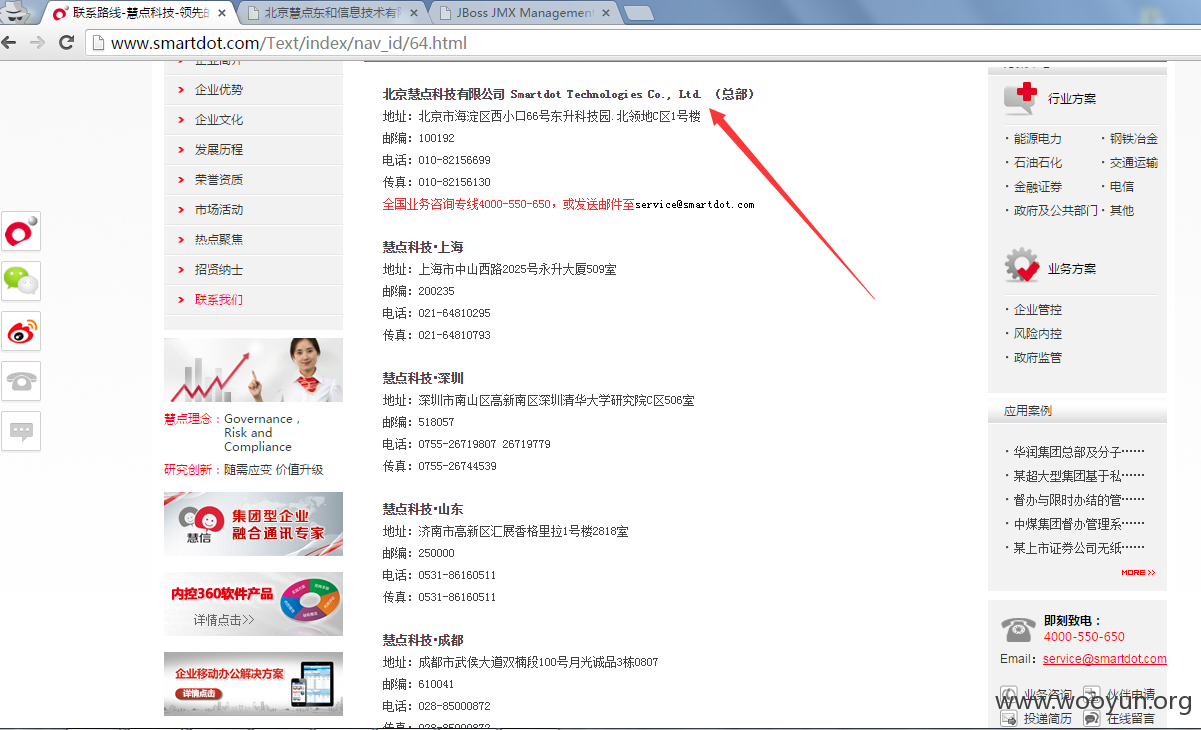 联系路线-慧点科技-领先的
北京慧点东和信息技术有限
JBoss JMX Management
www.smartdot.com/Text/index/nav_id/64.html
企业简介
企业优势
企业文化
发展历程
荣誉资质
市场活动
热点聚焦
招贤纳士
联系我们
慧点理念：Governance ,
Risk and
Compliance
研究创新：随需应变 价值升级
慧信
集团型企业
融合通讯专家
内控360软件产品
详情点击>>
企业移动办公解决方案
详情点击
北京慧点科技有限公司 Smartdot Technologies Co., Ltd. （总部）
地址：北京市海淀区西小口66号东升科技园.北领地C区1号楼
邮编：100192
电话：010-82156699
传真：010-82156130
全国业务咨询专线4000-550-650，或发送邮件至service@smartdot.com
慧点科技·上海
地址：上海市中山西路2025号永升大厦509室
邮编：200235
电话：021-64810295
传真：021-64810793
慧点科技·深圳
地址：深圳市南山区高新南区深圳清华大学研究院C区506室
邮编：518057
电话：0755-26719807 26719779
传真：0755-26744539
慧点科技·山东
地址：济南市高新区汇展香格里拉1号楼2818室
邮编：250000
电话：0531-86160511
传真：0531-86160511
慧点科技·成都
地址：成都市武侯大道双楠段100号月光诚品3栋0807
邮编：610041
电话：028-85000872
传真：028-85000873
行业方案
· 能源电力 · 钢铁冶金
· 石油石化 · 交通运输
· 金融证券 · 电信
· 政府及公共部门 · 其他
业务方案
· 企业管控
· 风险内控
· 政府监管
应用案例
· 华润集团总部及分子······
· 某超大型集团基于私······
· 督办与限时办结的管······
· 中煤集团督办管理系······
· 某上市证券公司无纸······
MORE >>
即刻致电：
4000-550-650
Email：service@smartdot.com
业务咨询 伙伴申请
投递简历 在线留言
www.wooyun.org